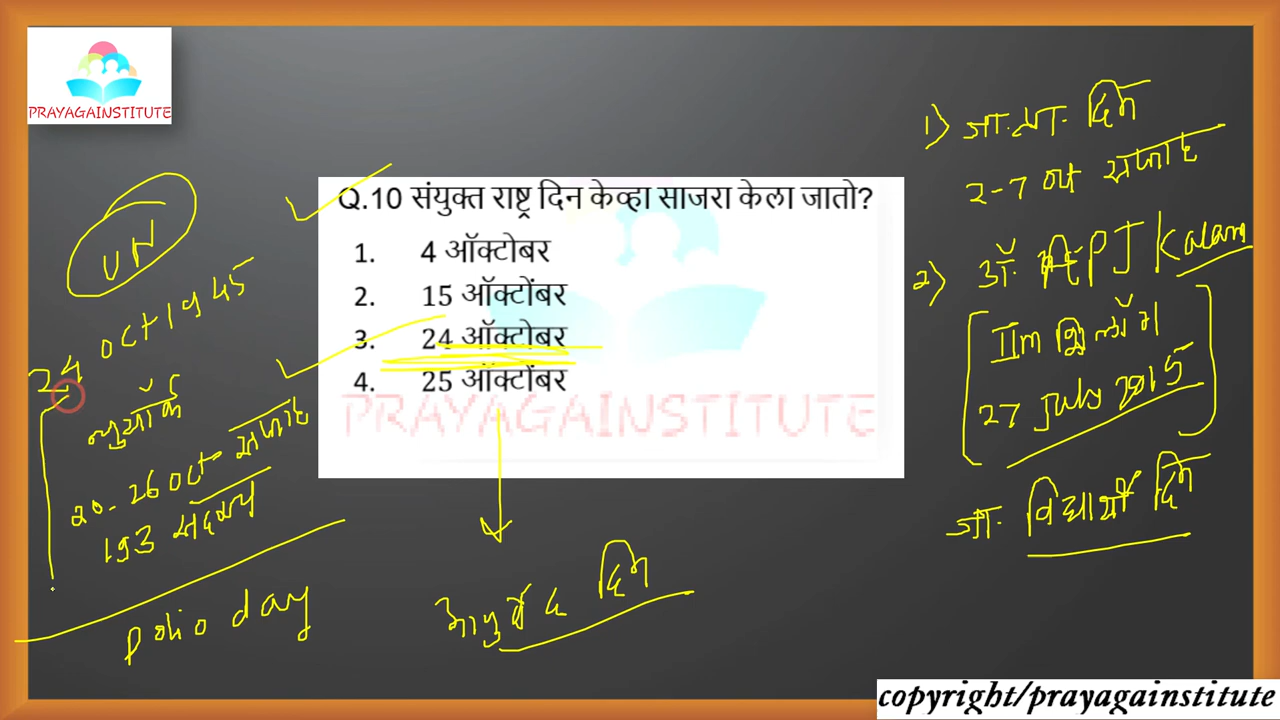 PRAYAGAINSTITUTE
Q.10 संयुक्त राष्ट्र दिन केव्हा साजरा केला जातो?
1. 4 ऑक्टोबर
2. 15 ऑक्टोंबर
3. 24 ऑक्टोबर
4. 25 ऑक्टोंबर
PRAYAGAINSTITUTE
UN
24 oct 1945
न्युयॉर्क
20-26 oct- सप्ताह
193 सदस्य
polio day
आयुर्वेद दिन
1) जा. प्रा. दिन
2-7 oct सप्ताह
2) डॉ. APJ Kalam
IIm शिलाँग
27 July 2015
जा. विद्यार्थी दिन
copyright/prayagainstitute